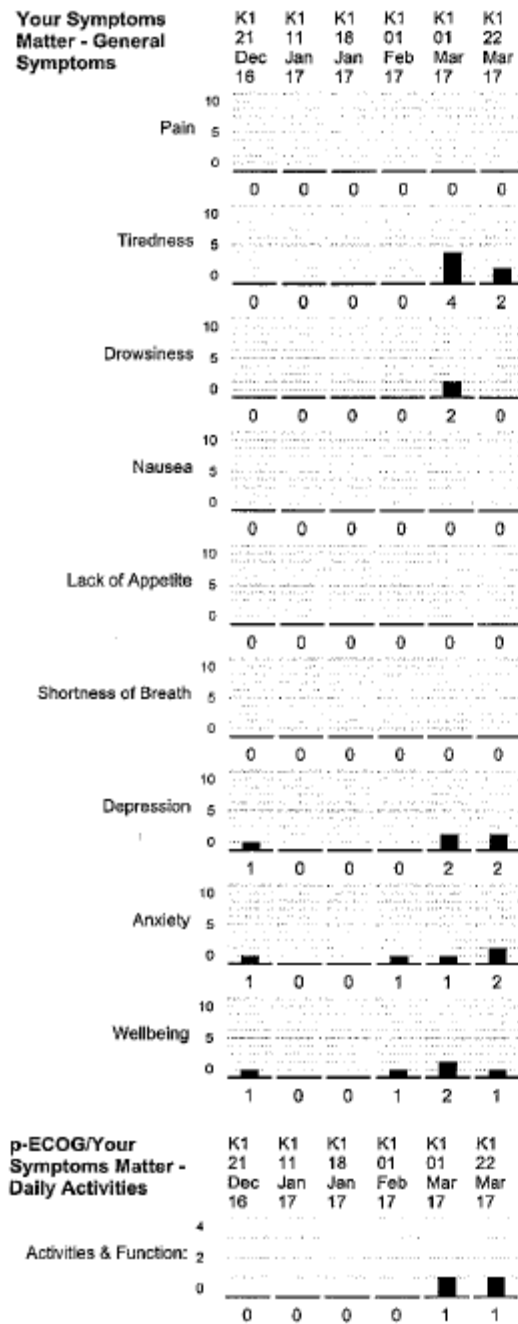 Your Symptoms
Matter - General
Symptoms
K1 K1 K1 K1 K1 K1
21 11 18 01 01 22
Dec Jan Jan Feb Mar Mar
16 17 17 17 17 17
10
Pain 5
0
0 0 0 0 0 0
10
Tiredness 5
0
0 0 0 0 4 2
10
Drowsiness 5
0
0 0 0 0 2 0
10
Nausea 5
0
0 0 0 0 0 0
10
Lack of Appetite 5
0
0 0 0 0 0 0
10
Shortness of Breath 5
0
0 0 0 0 0 0
10
Depression 5
0
1 0 0 0 2 2
10
Anxiety 5
0
1 0 0 1 1 2
10
Wellbeing 5
0
1 0 0 1 2 1
p-ECOG/Your
Symptoms Matter -
Daily Activities
K1 K1 K1 K1 K1 K1
21 11 18 01 01 22
Dec Jan Jan Feb Mar Mar
16 17 17 17 17 17
4
Activities & Function: 2
0
0 0 0 0 1 1